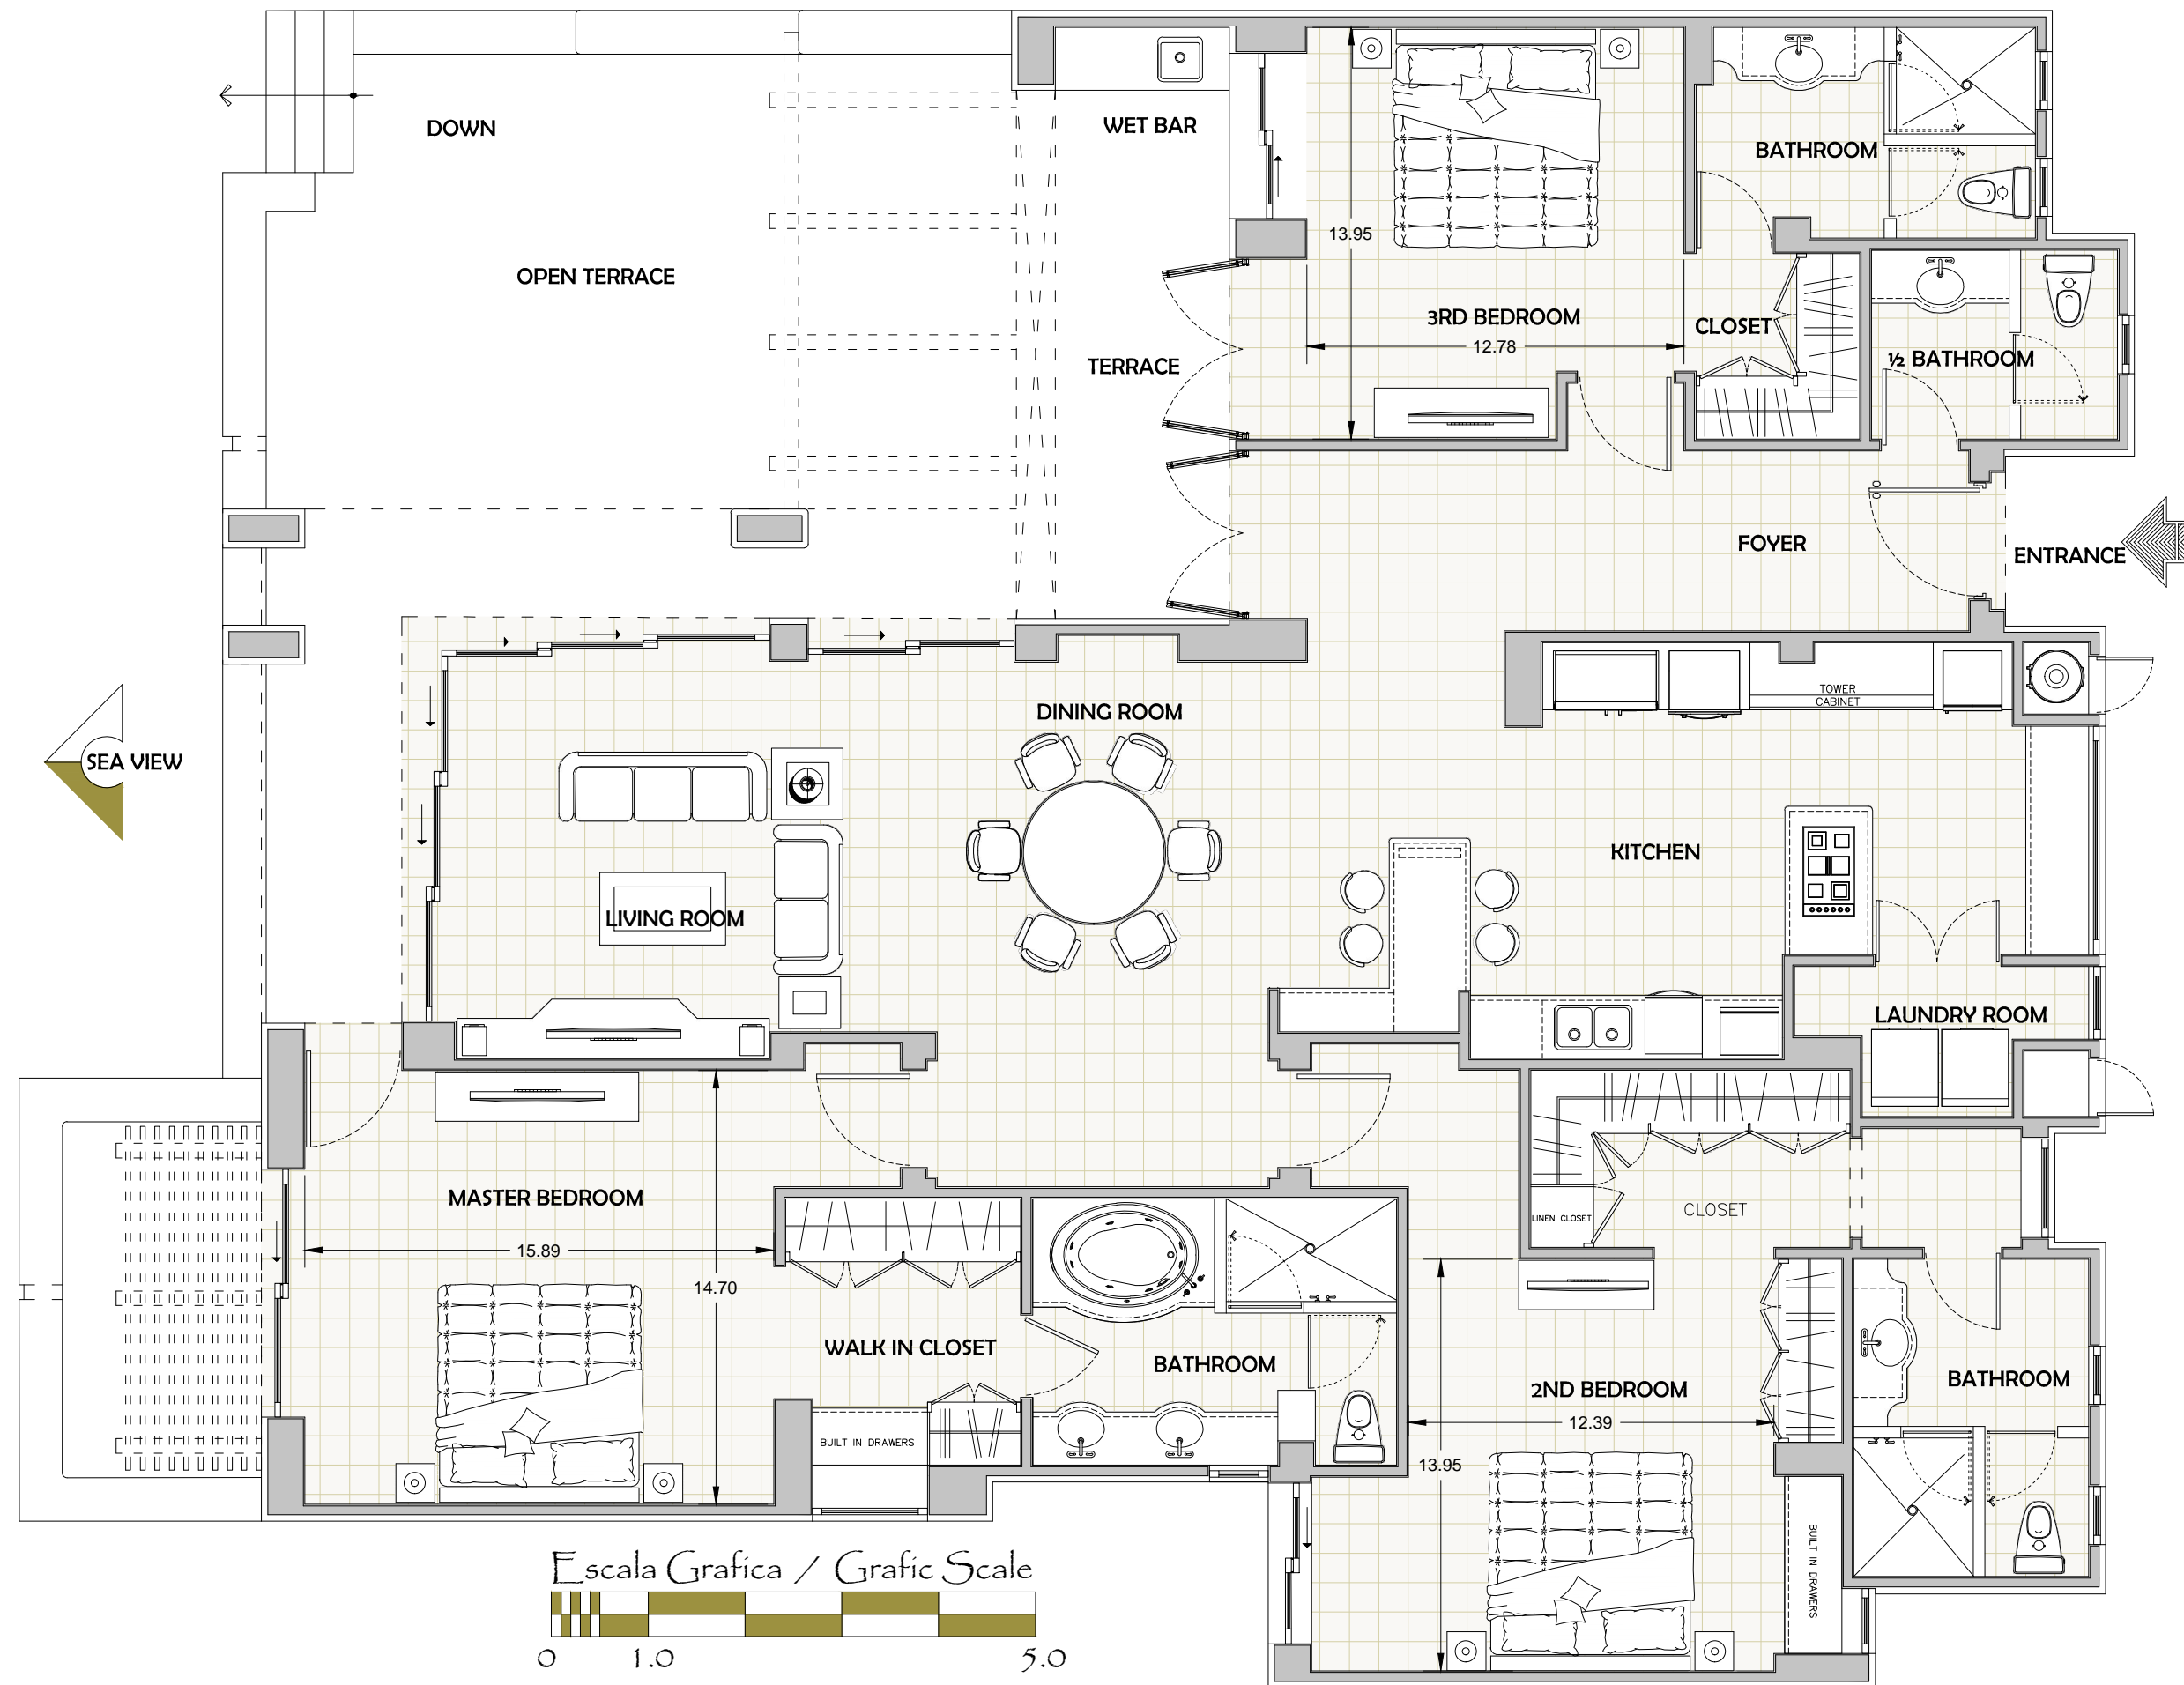 DOWN
WET BAR
BATHROOM
13.95
OPEN TERRACE
3RD BEDROOM
CLOSET
12.78
TERRACE
½ BATHROOM
FOYER
ENTRANCE
TOWER
CABINET
DINING ROOM
SEA VIEW
KITCHEN
LIVING ROOM
LAUNDRY ROOM
MASTER BEDROOM
CLOSET
LINEN CLOSET
15.89
14.70
WALK IN CLOSET
BATHROOM
2ND BEDROOM
BATHROOM
12.39
BUILT IN DRAWERS
13.95
BUILT IN DRAWERS
Escala Grafica / Grafic Scale
0 1.0 5.0